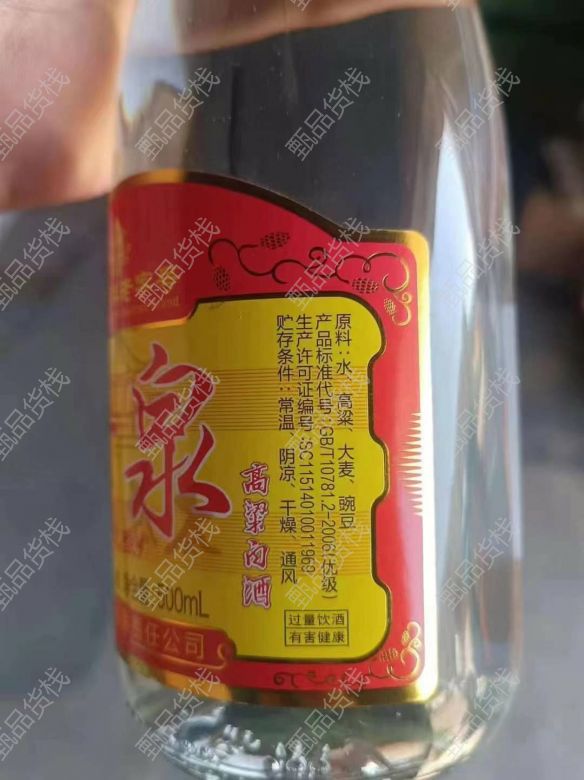 原料：水、高粱、大麦、豌豆
产品标准代号：GB/T10781.2-2006(优级)
生产许可证编号：SC11514010011969
贮存条件：常温、阴凉、干燥、通风
高粱白酒
泉
500mL
责任公司
过量饮酒
有害健康
甄品货栈